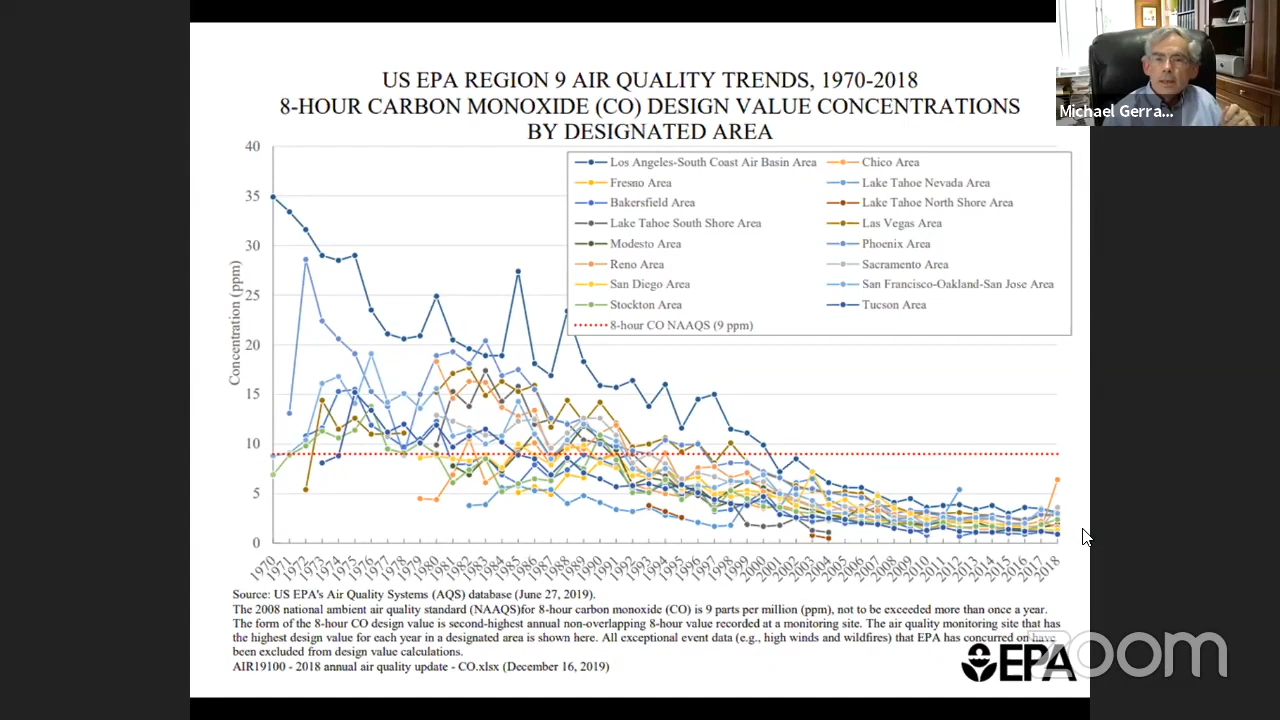 US EPA REGION 9 AIR QUALITY TRENDS, 1970-2018
8-HOUR CARBON MONOXIDE (CO) DESIGN VALUE CONCENTRATIONS
BY DESIGNATED AREA
Michael Gerra...
40
35
30
25
20
15
10
5
0
Concentration (ppm)
Los Angeles-South Coast Air Basin Area
Chico Area
Fresno Area
Lake Tahoe Nevada Area
Bakersfield Area
Lake Tahoe North Shore Area
Lake Tahoe South Shore Area
Las Vegas Area
Modesto Area
Phoenix Area
Reno Area
Sacramento Area
San Diego Area
San Francisco-Oakland-San Jose Area
Stockton Area
Tucson Area
8-hour CO NAAQS (9 ppm)
1970 1971 1972 1973 1974 1975 1976 1977 1978 1979 1980 1981 1982 1983 1984 1985 1986 1987 1988 1989 1990 1991 1992 1993 1994 1995 1996 1997 1998 1999 2000 2001 2002 2003 2004 2005 2006 2007 2008 2009 2010 2011 2012 2013 2014 2015 2016 2017 2018
Source: US EPA's Air Quality Systems (AQS) database (June 27, 2019).
The 2008 national ambient air quality standard (NAAQS)for 8-hour carbon monoxide (CO) is 9 parts per million (ppm), not to be exceeded more than once a year.
The form of the 8-hour CO design value is second-highest annual non-overlapping 8-hour value recorded at a monitoring site. The air quality monitoring site that has
the highest design value for each year in a designated area is shown here. All exceptional event data (e.g., high winds and wildfires) that EPA has concurred on have
been excluded from design value calculations.
AIR19100 - 2018 annual air quality update - CO.xlsx (December 16, 2019)
EPA
zoom